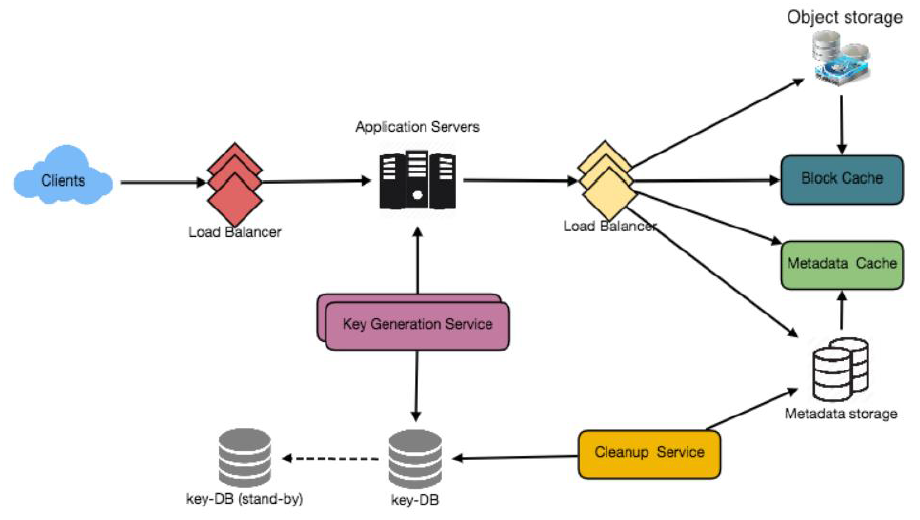 Object storage
Application Servers
Clients
Block Cache
Load Balancer
Load Balancer
Metadata Cache
Key Generation Service
Metadata storage
Cleanup Service
key-DB (stand-by)
key-DB